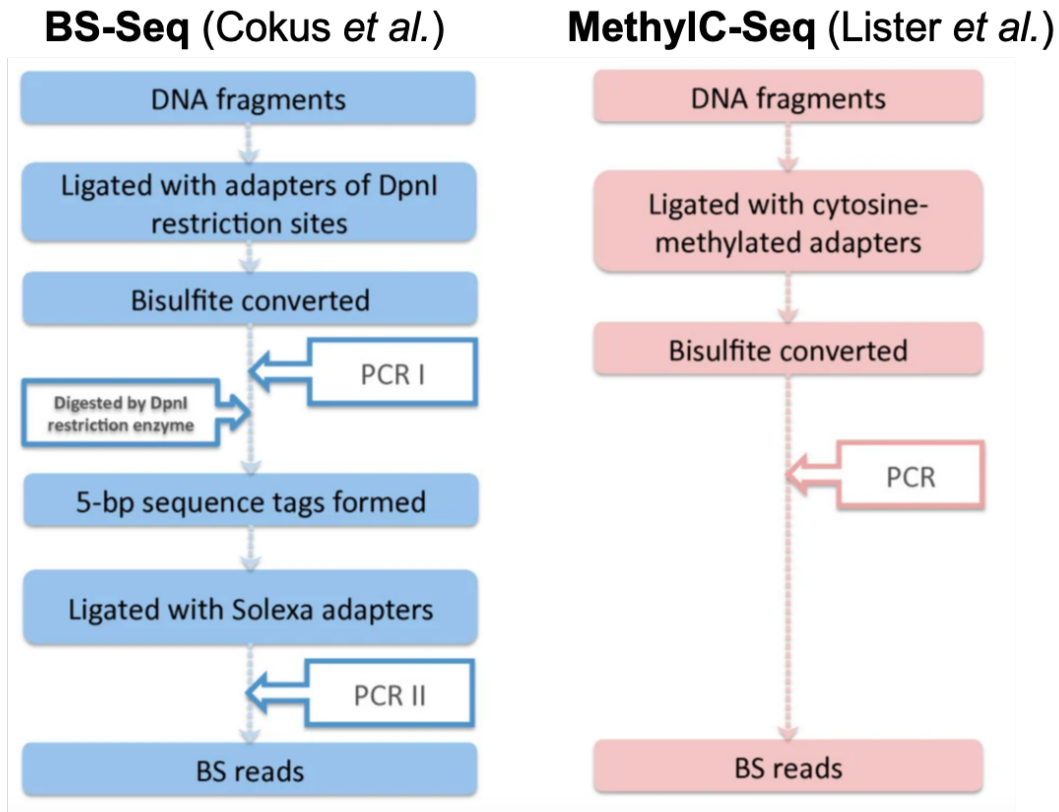 BS-Seq (Cokus et al.)
DNA fragments
Ligated with adapters of DpnI
restriction sites
Bisulfite converted
PCR I
Digested by DpnI
restriction enzyme
5-bp sequence tags formed
Ligated with Solexa adapters
PCR II
BS reads
MethylC-Seq (Lister et al.)
DNA fragments
Ligated with cytosine-
methylated adapters
Bisulfite converted
PCR
BS reads